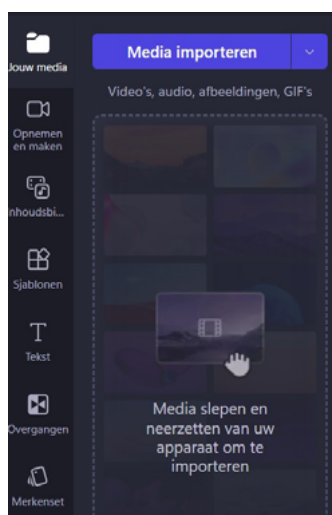 Jouw media
Opnemen
en maken
nhoudsbi...
Sjablonen
Tekst
Overgangen
Merkenset
Media importeren
Video's, audio, afbeeldingen, GIF's
Media slepen en
neerzetten van uw
apparaat om te
importeren